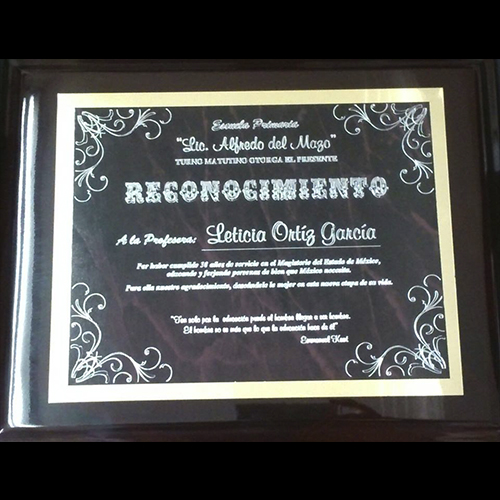 Escuela Primaria
"Lic. Alfredo del Mazo"
TURNO MATUTINO OTORGA EL PRESENTE
RECONOCIMIENTO
A la Profesora: Leticia Ortíz García
Por haber cumplido 36 años de servicio en el Magisterio del Estado de México,
educando y forjando personas de bien que México necesita.
Para ella nuestro agradecimiento, deseándole lo mejor en esta nueva etapa de su vida.
"Tan solo por la educación puede el hombre llegar a ser hombre.
El hombre no es más que lo que la educación hace de él"
Emmanuel Kant